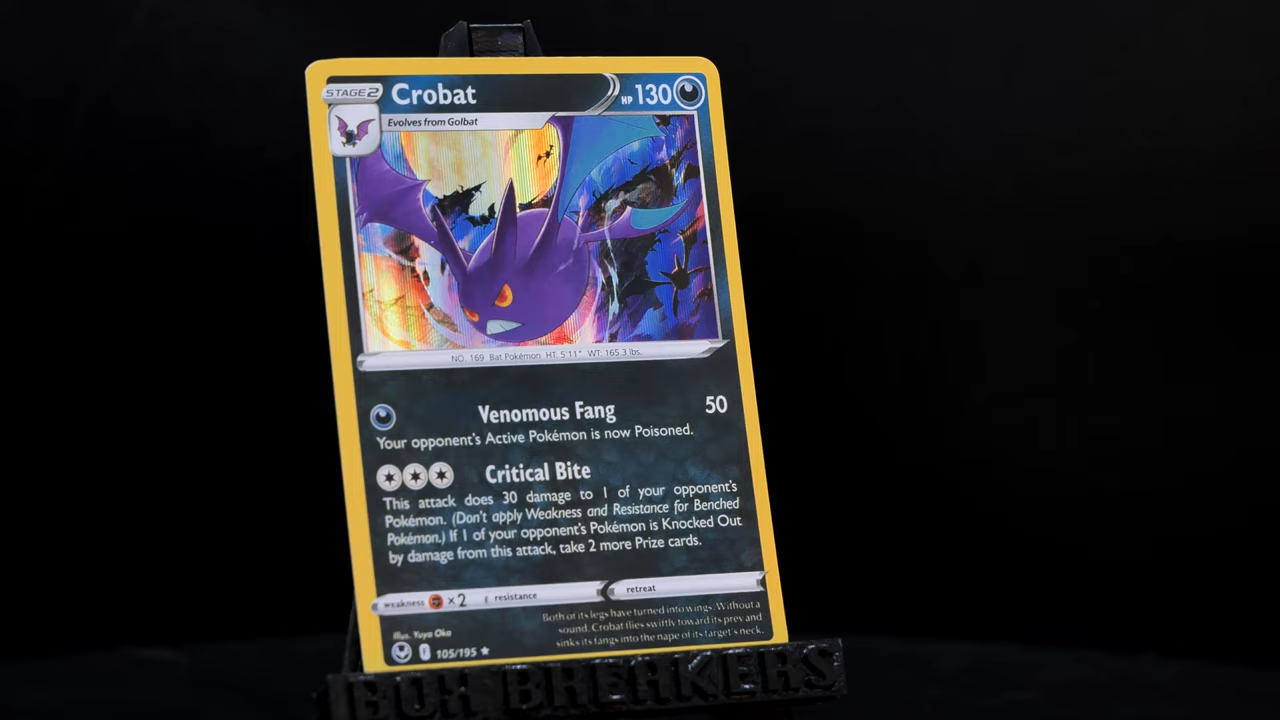 STAGE 2 Crobat HP 130
Evolves from Golbat
NO. 169 Bat Pokémon HT: 5'11" WT: 165.3 lbs.
Venomous Fang 50
Your opponent's Active Pokémon is now Poisoned.
Critical Bite
This attack does 30 damage to 1 of your opponent's
Pokémon. (Don't apply Weakness and Resistance for Benched
Pokémon.) If 1 of your opponent's Pokémon is Knocked Out
by damage from this attack, take 2 more Prize cards.
weakness ×2 resistance retreat
Both of its legs have turned into wings. Without a
sound, Crobat flies swiftly toward its prey and
sinks its fangs into the nape of its target's neck.
Illus. Yuya Oka
F 105/195 ★
BOX BREAKERS